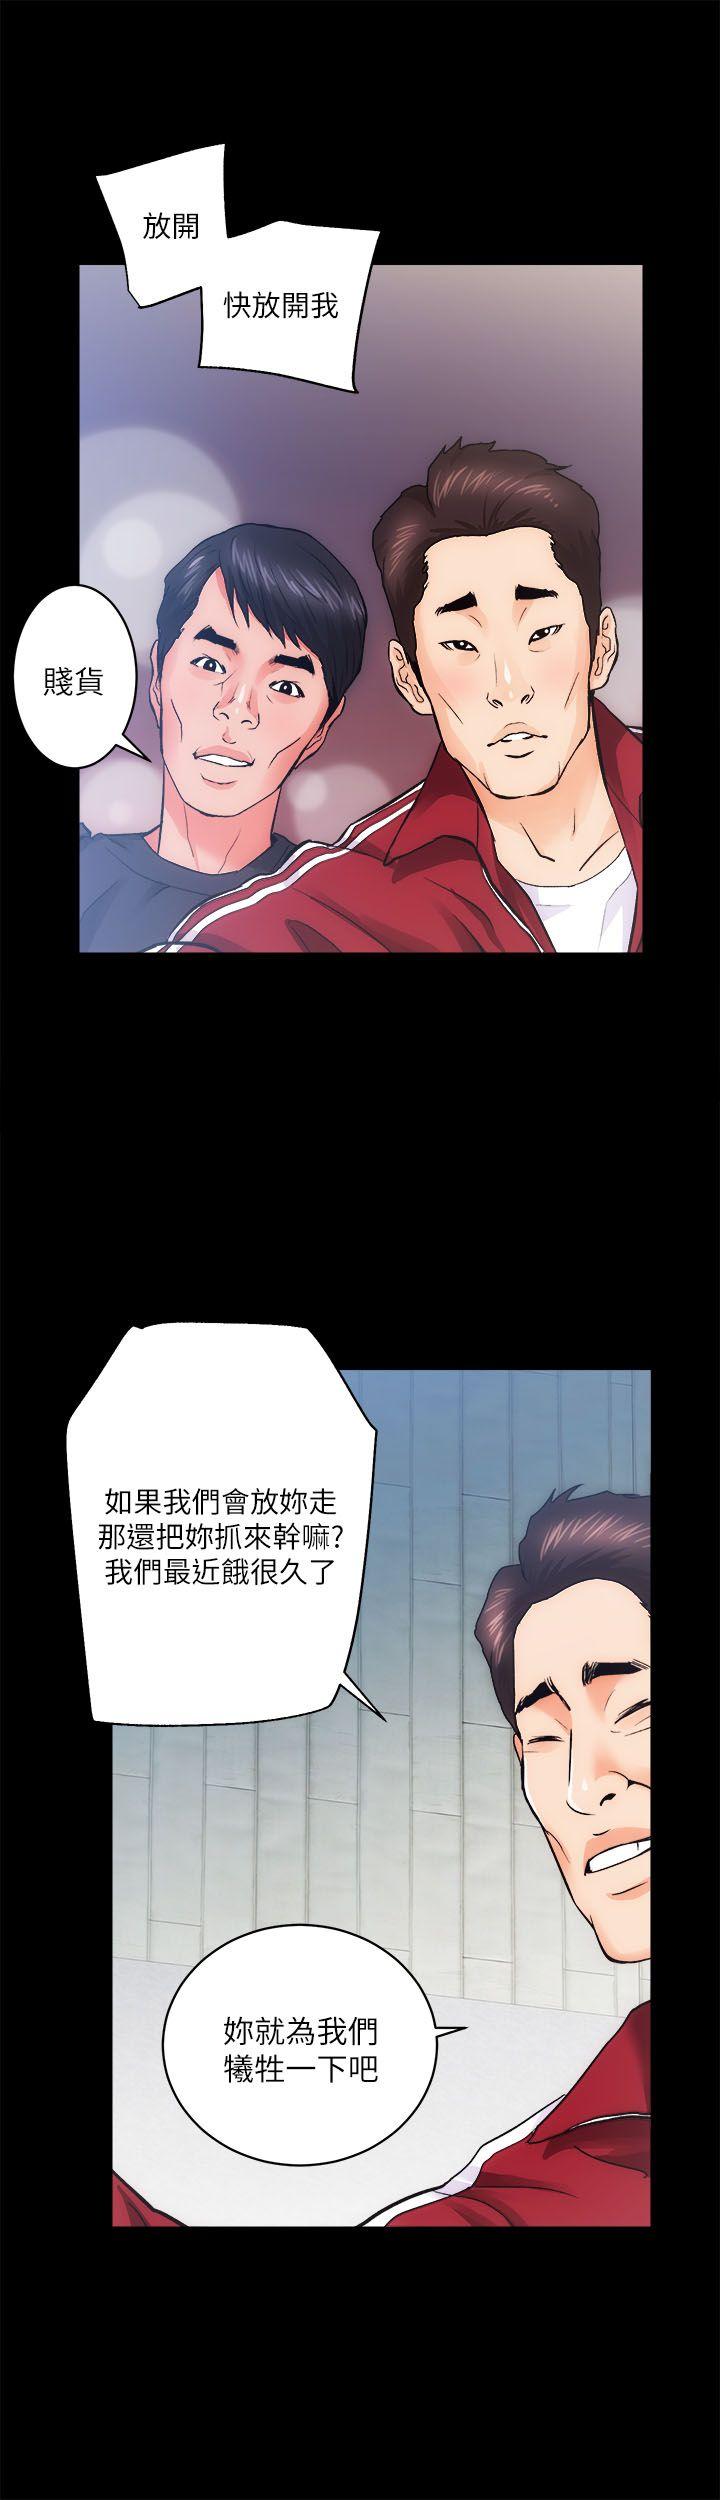 放開
快放開我
賤貨
如果我們會放妳走
那還把妳抓來幹嘛?
我們最近餓很久了
妳就為我們
犧牲一下吧